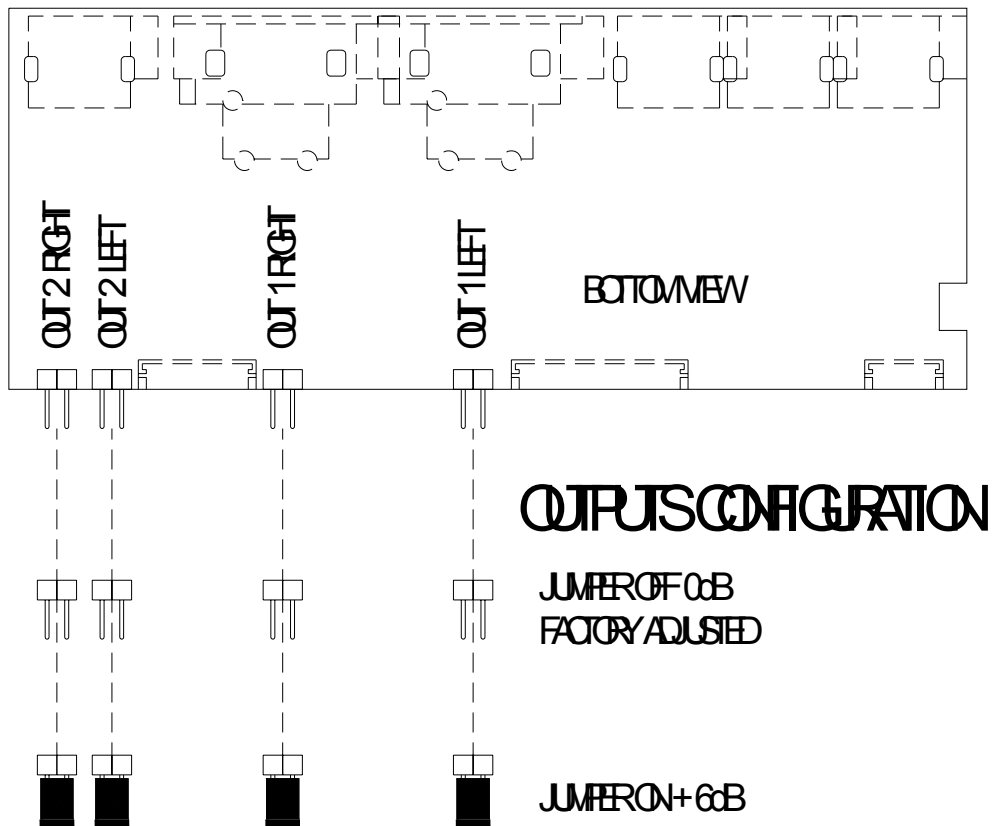 OUT 2 RIGHT
OUT 2 LEFT
OUT 1 RIGHT
OUT 1 LEFT
BOTTOM VIEW
OUTPUTS CONFIGURATION
JUMPER OFF 0dB
FACTORY ADJUSTED
JUMPER ON + 6dB